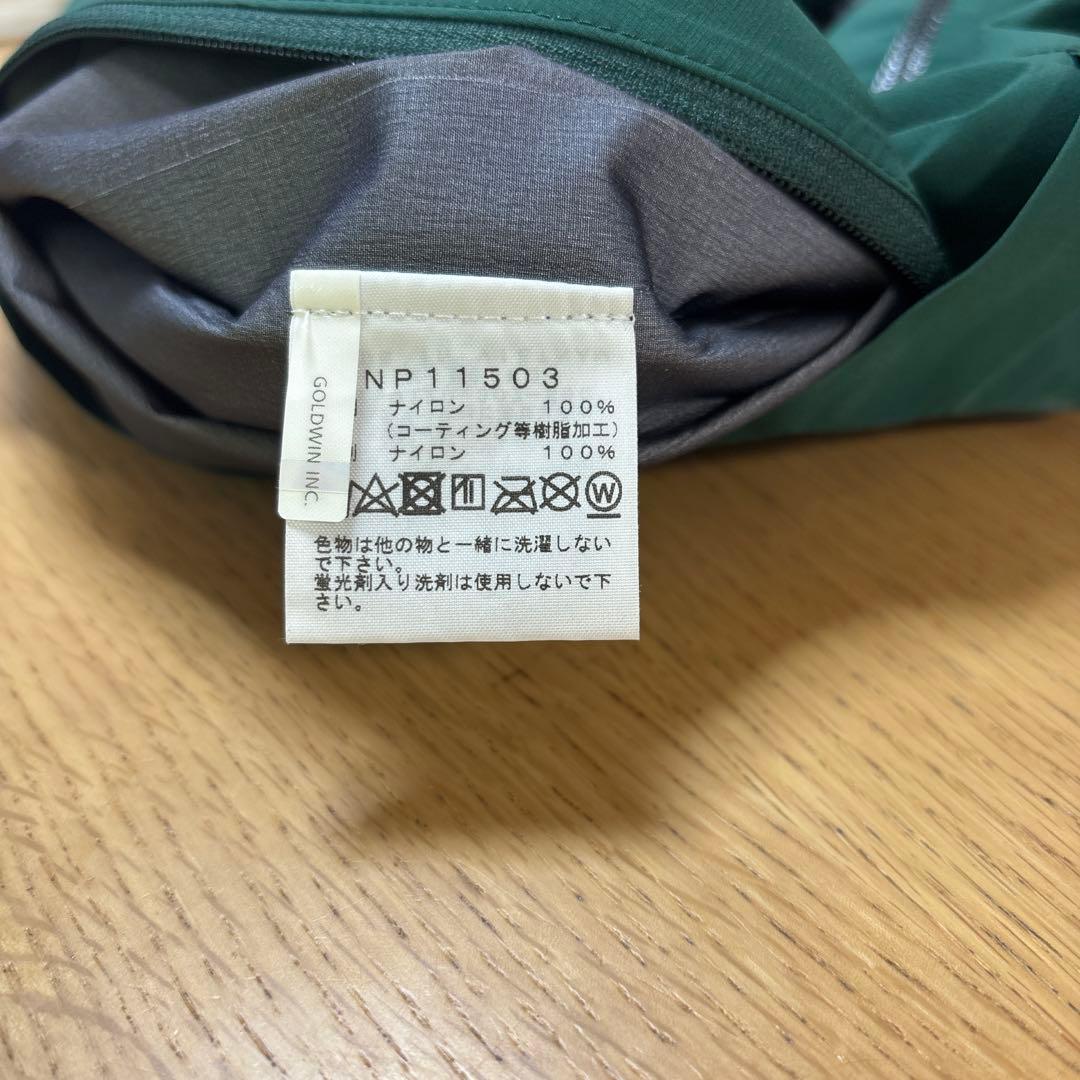 NP11503
ナイロン 100%
(コーティング等樹脂加工)
ナイロン 100%
W
色物は他の物と一緒に洗濯しない
で下さい。
蛍光剤入り洗剤は使用しないで下
さい。
GOLDWIN INC.